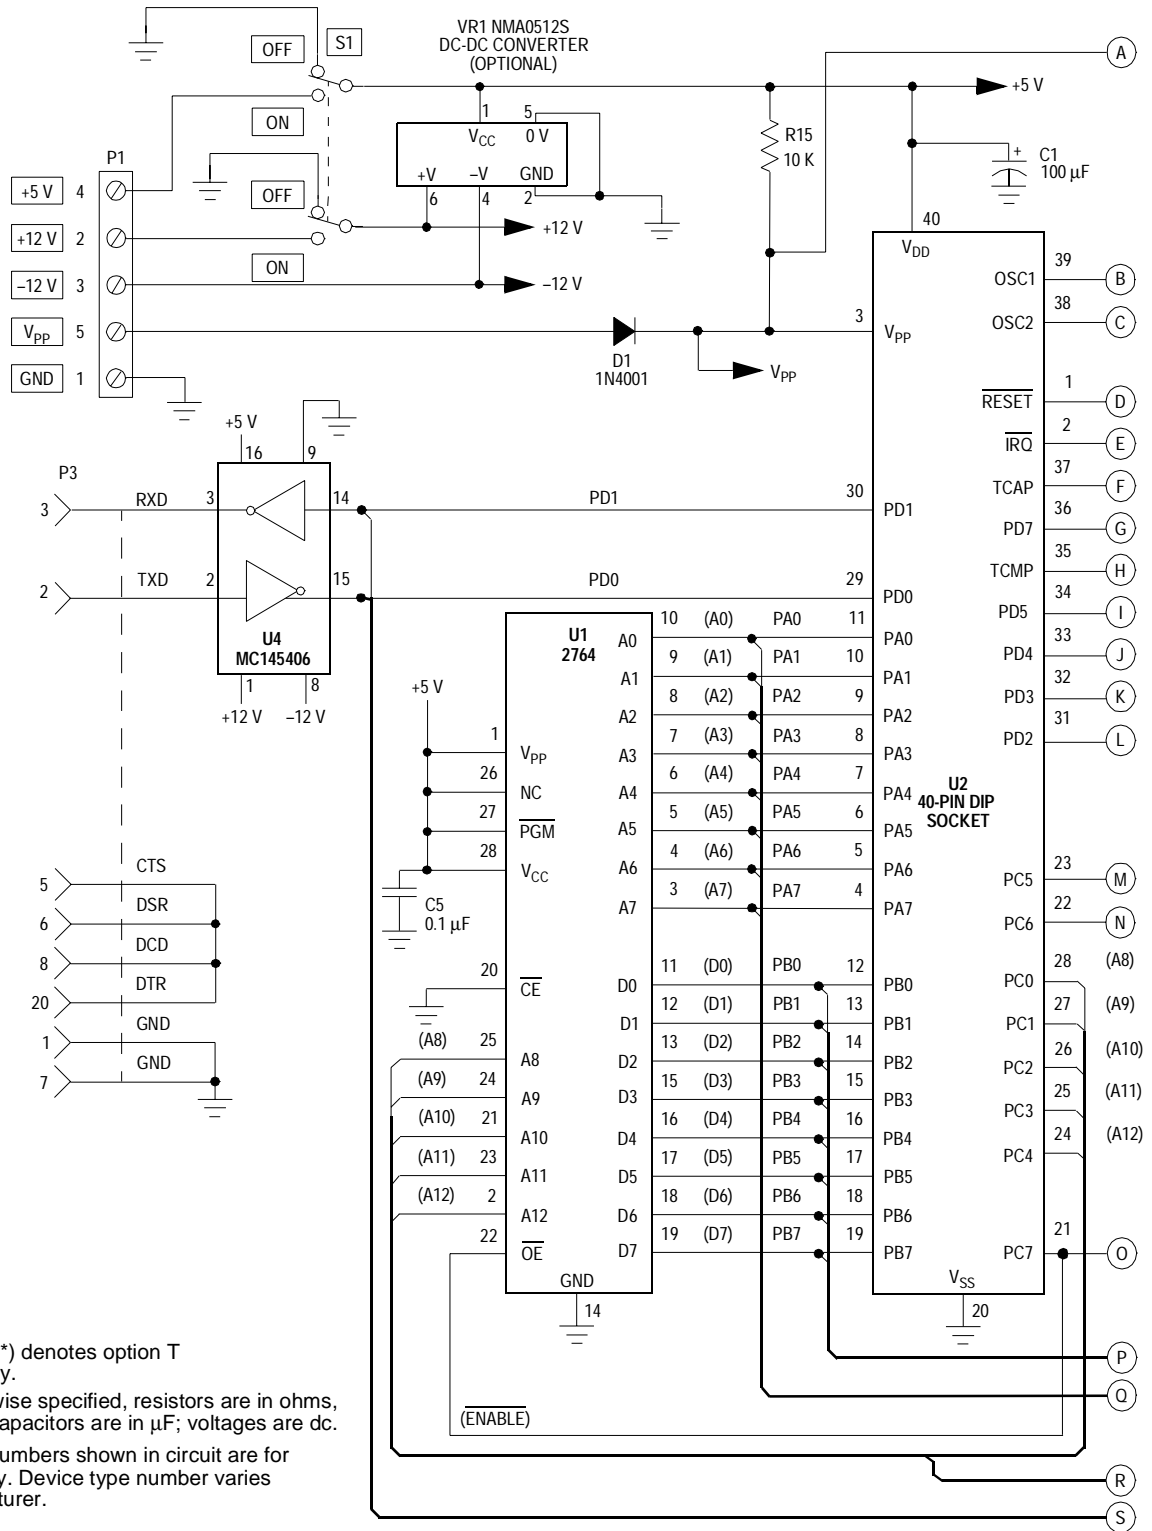 VR1 NMA0512S
DC-DC CONVERTER
(OPTIONAL)
OFF
S1
ON
A
+5 V
1
5
VCC
0 V
+V
–V
GND
6
4
2
R15
10 K
+
C1
100 µF
P1
+5 V 4
+12 V 2
–12 V 3
VPP 5
GND 1
OFF
ON
+12 V
–12 V
D1
1N4001
VPP
40
VDD
3
VPP
OSC1 39 B
OSC2 38 C
RESET 1 D
IRQ 2 E
TCAP 37 F
PD7 36 G
TCMP 35 H
PD5 34 I
PD4 33 J
PD3 32 K
PD2 31 L
+5 V
16
9
P3
3 RXD 3
14 PD1 30 PD1
2 TXD 2
15 PD0 29 PD0
U4
MC145406
1
8
+12 V
–12 V
U1
2764
A0 10 (A0) PA0 11 PA0
A1 9 (A1) PA1 10 PA1
A2 8 (A2) PA2 9 PA2
A3 7 (A3) PA3 8 PA3
A4 6 (A4) PA4 7 PA4
A5 5 (A5) PA5 6 PA5
A6 4 (A6) PA6 5 PA6
A7 3 (A7) PA7 4 PA7
+5 V
1 VPP
26 NC
27 PGM
28 VCC
C5
0.1 µF
U2
40-PIN DIP
SOCKET
PC5 23 M
PC6 22 N
PC0 28 (A8)
PC1 27 (A9)
PC2 26 (A10)
PC3 25 (A11)
PC4 24 (A12)
PC7 21 O
5 CTS
6 DSR
8 DCD
20 DTR
1 GND
7 GND
20 CE
(A8) 25 A8
(A9) 24 A9
(A10) 21 A10
(A11) 23 A11
(A12) 2 A12
22 OE
D0 11 (D0) PB0 12 PB0
D1 12 (D1) PB1 13 PB1
D2 13 (D2) PB2 14 PB2
D3 15 (D3) PB3 15 PB3
D4 16 (D4) PB4 16 PB4
D5 17 (D5) PB5 17 PB5
D6 18 (D6) PB6 18 PB6
D7 19 (D7) PB7 19 PB7
GND
14
VSS
20
P
Q
(ENABLE)
R
S
*) denotes option T
y.
wise specified, resistors are in ohms,
apacitors are in µF; voltages are dc.
umbers shown in circuit are for
y. Device type number varies
turer.